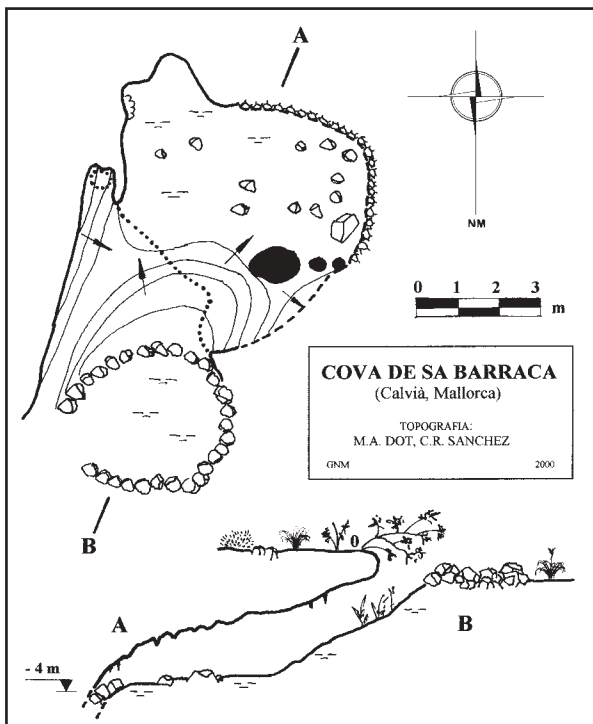 A
NM
0 1 2 3
m
COVA DE SA BARRACA
(Calvià, Mallorca)
TOPOGRAFIA:
M.A. DOT, C.R. SANCHEZ
GNM 2000
B
0
A
B
- 4 m